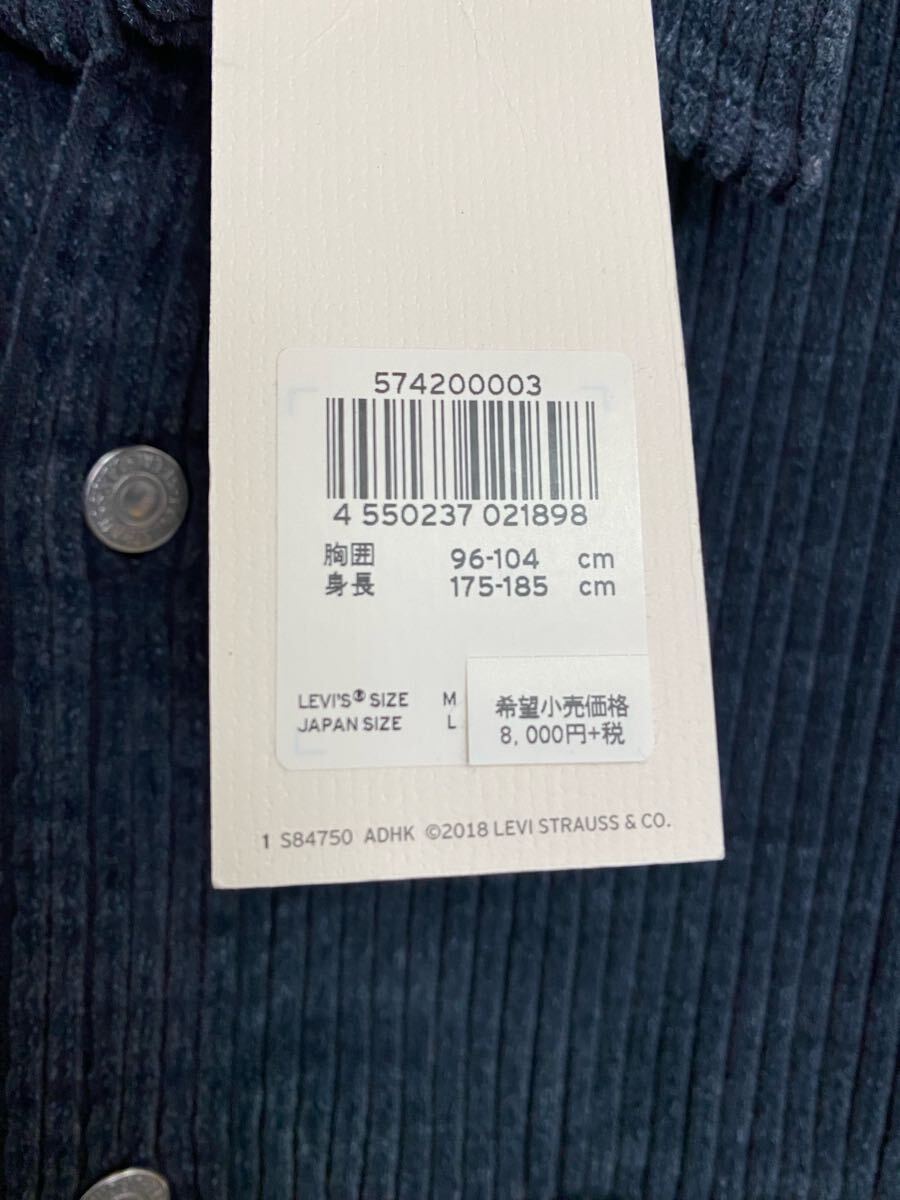 574200003
4 550237 021898
胸囲 96-104 cm
身長 175-185 cm
LEVI'S® SIZE M
JAPAN SIZE L
希望小売価格
8,000円+税
1 S84750 ADHK ©2018 LEVI STRAUSS & CO.